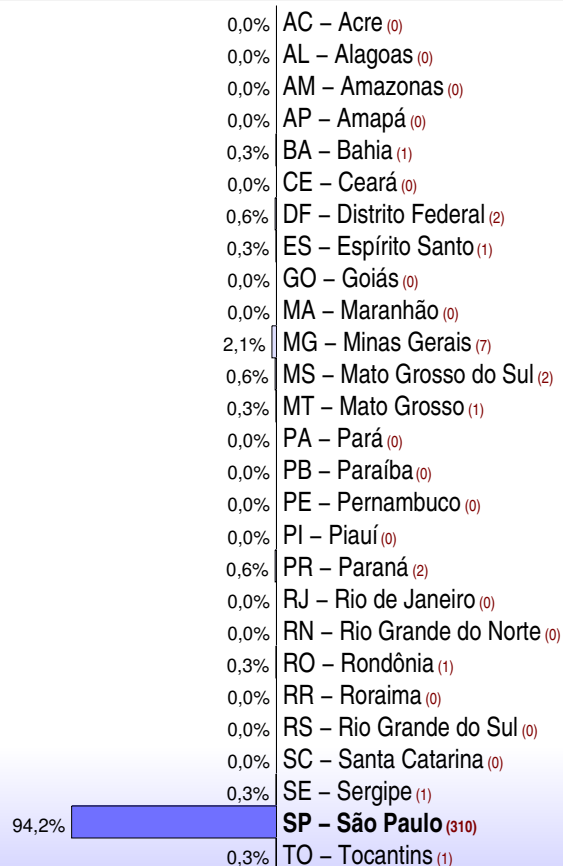 0,0% AC – Acre (0)
0,0% AL – Alagoas (0)
0,0% AM – Amazonas (0)
0,0% AP – Amapá (0)
0,3% BA – Bahia (1)
0,0% CE – Ceará (0)
0,6% DF – Distrito Federal (2)
0,3% ES – Espírito Santo (1)
0,0% GO – Goiás (0)
0,0% MA – Maranhão (0)
2,1% MG – Minas Gerais (7)
0,6% MS – Mato Grosso do Sul (2)
0,3% MT – Mato Grosso (1)
0,0% PA – Pará (0)
0,0% PB – Paraíba (0)
0,0% PE – Pernambuco (0)
0,0% PI – Piauí (0)
0,6% PR – Paraná (2)
0,0% RJ – Rio de Janeiro (0)
0,0% RN – Rio Grande do Norte (0)
0,3% RO – Rondônia (1)
0,0% RR – Roraima (0)
0,0% RS – Rio Grande do Sul (0)
0,0% SC – Santa Catarina (0)
0,3% SE – Sergipe (1)
94,2% SP – São Paulo (310)
0,3% TO – Tocantins (1)